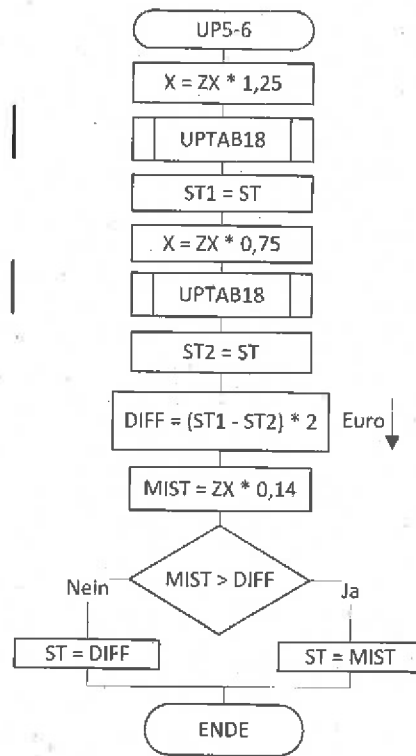 UP5-6
X = ZX * 1,25
UPTAB18
ST1 = ST
X = ZX * 0,75
UPTAB18
ST2 = ST
DIFF = (ST1 - ST2) * 2 Euro ↓
MIST = ZX * 0,14
MIST > DIFF
Nein Ja
ST = DIFF ST = MIST
ENDE